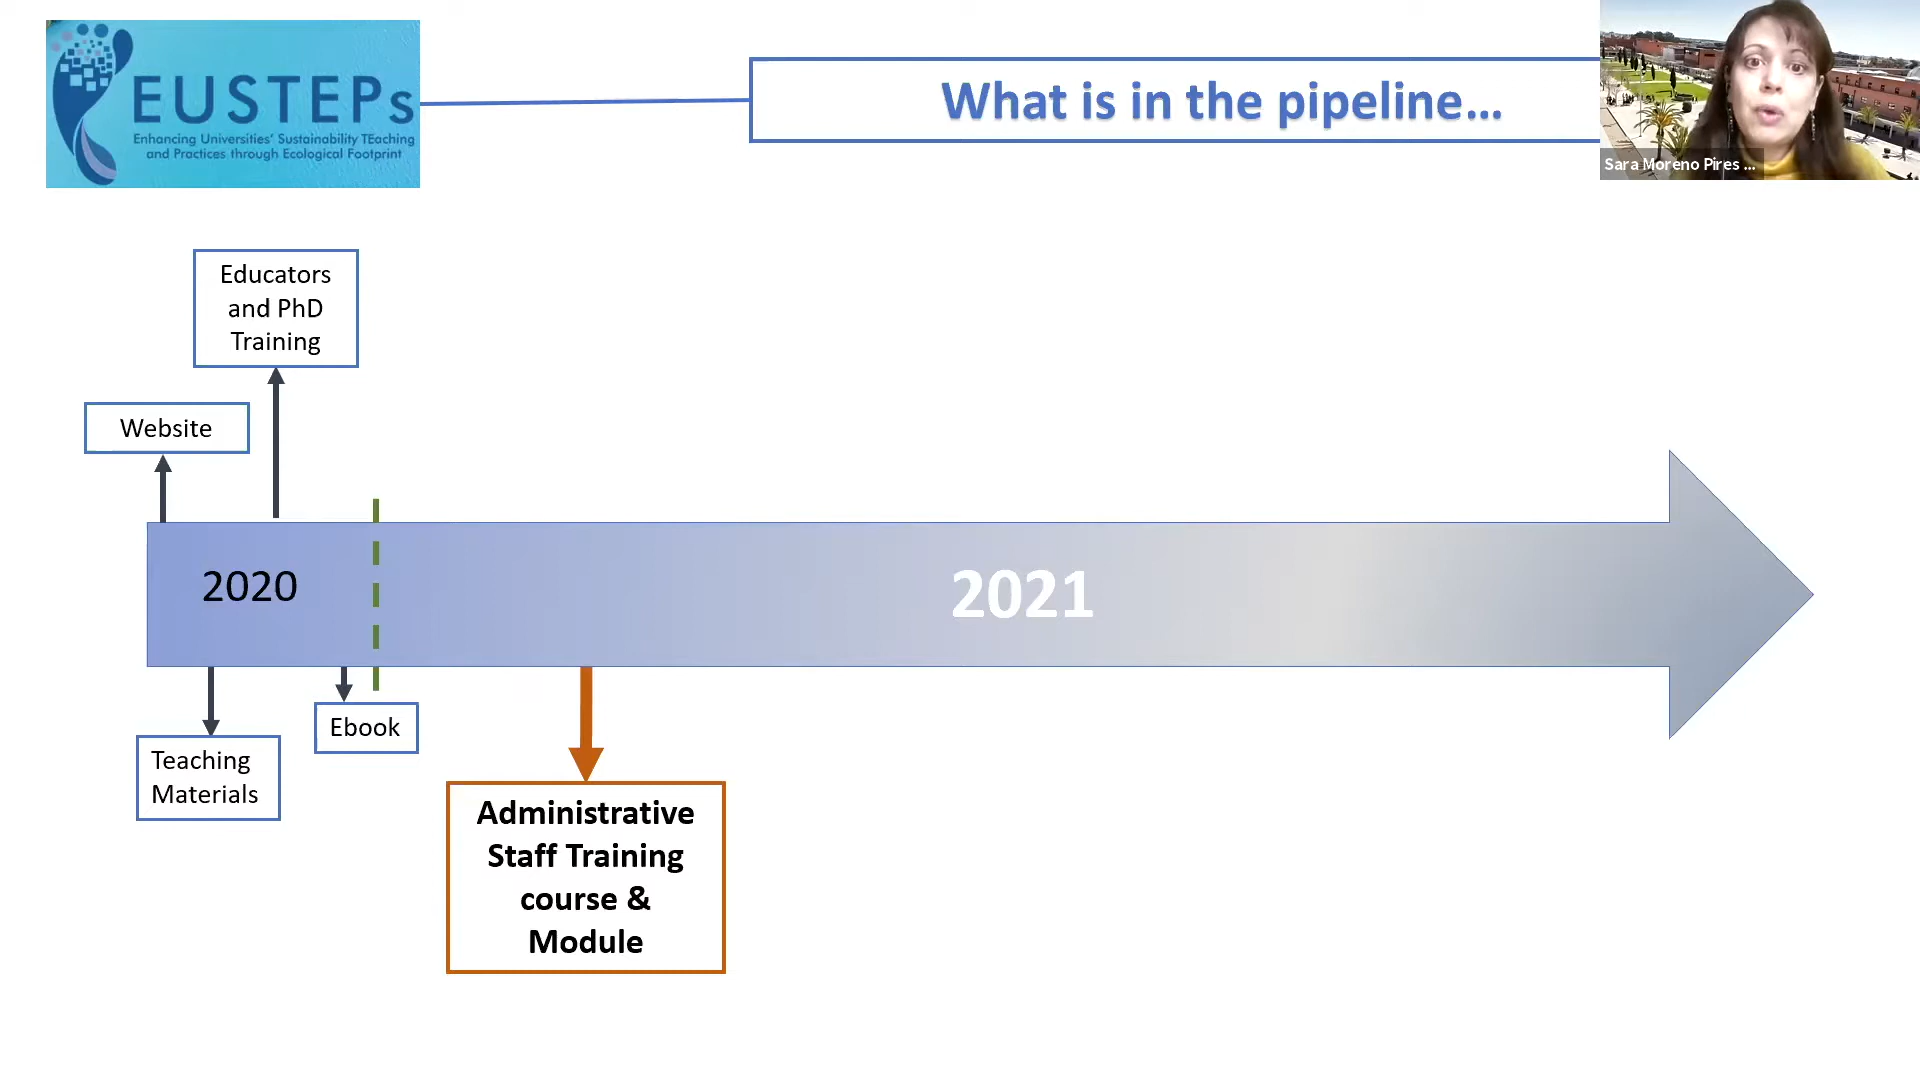 EUSTEPs
Enhancing Universities' Sustainability TEaching
and Practices through Ecological Footprint
What is in the pipeline...
Sara Moreno Pires ...
Educators
and PhD
Training
Website
2020
2021
Ebook
Teaching
Materials
Administrative
Staff Training
course &
Module